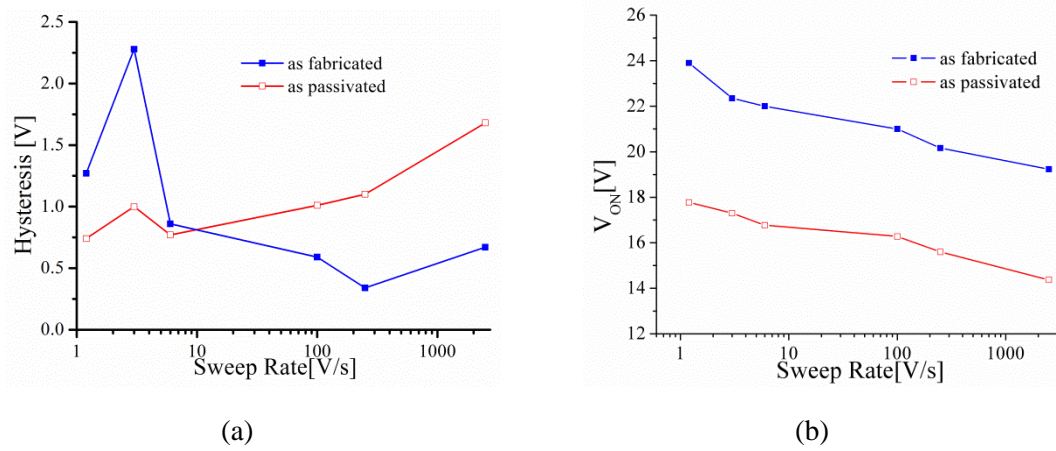 2.5
2.0
1.5
1.0
0.5
0.0
Hysteresis [V]
as fabricated
as passivated
1 10 100 1000
Sweep Rate[V/s]
(a)
26
24
22
20
18
16
14
12
V_ON[V]
as fabricated
as passivated
1 10 100 1000
Sweep Rate[V/s]
(b)